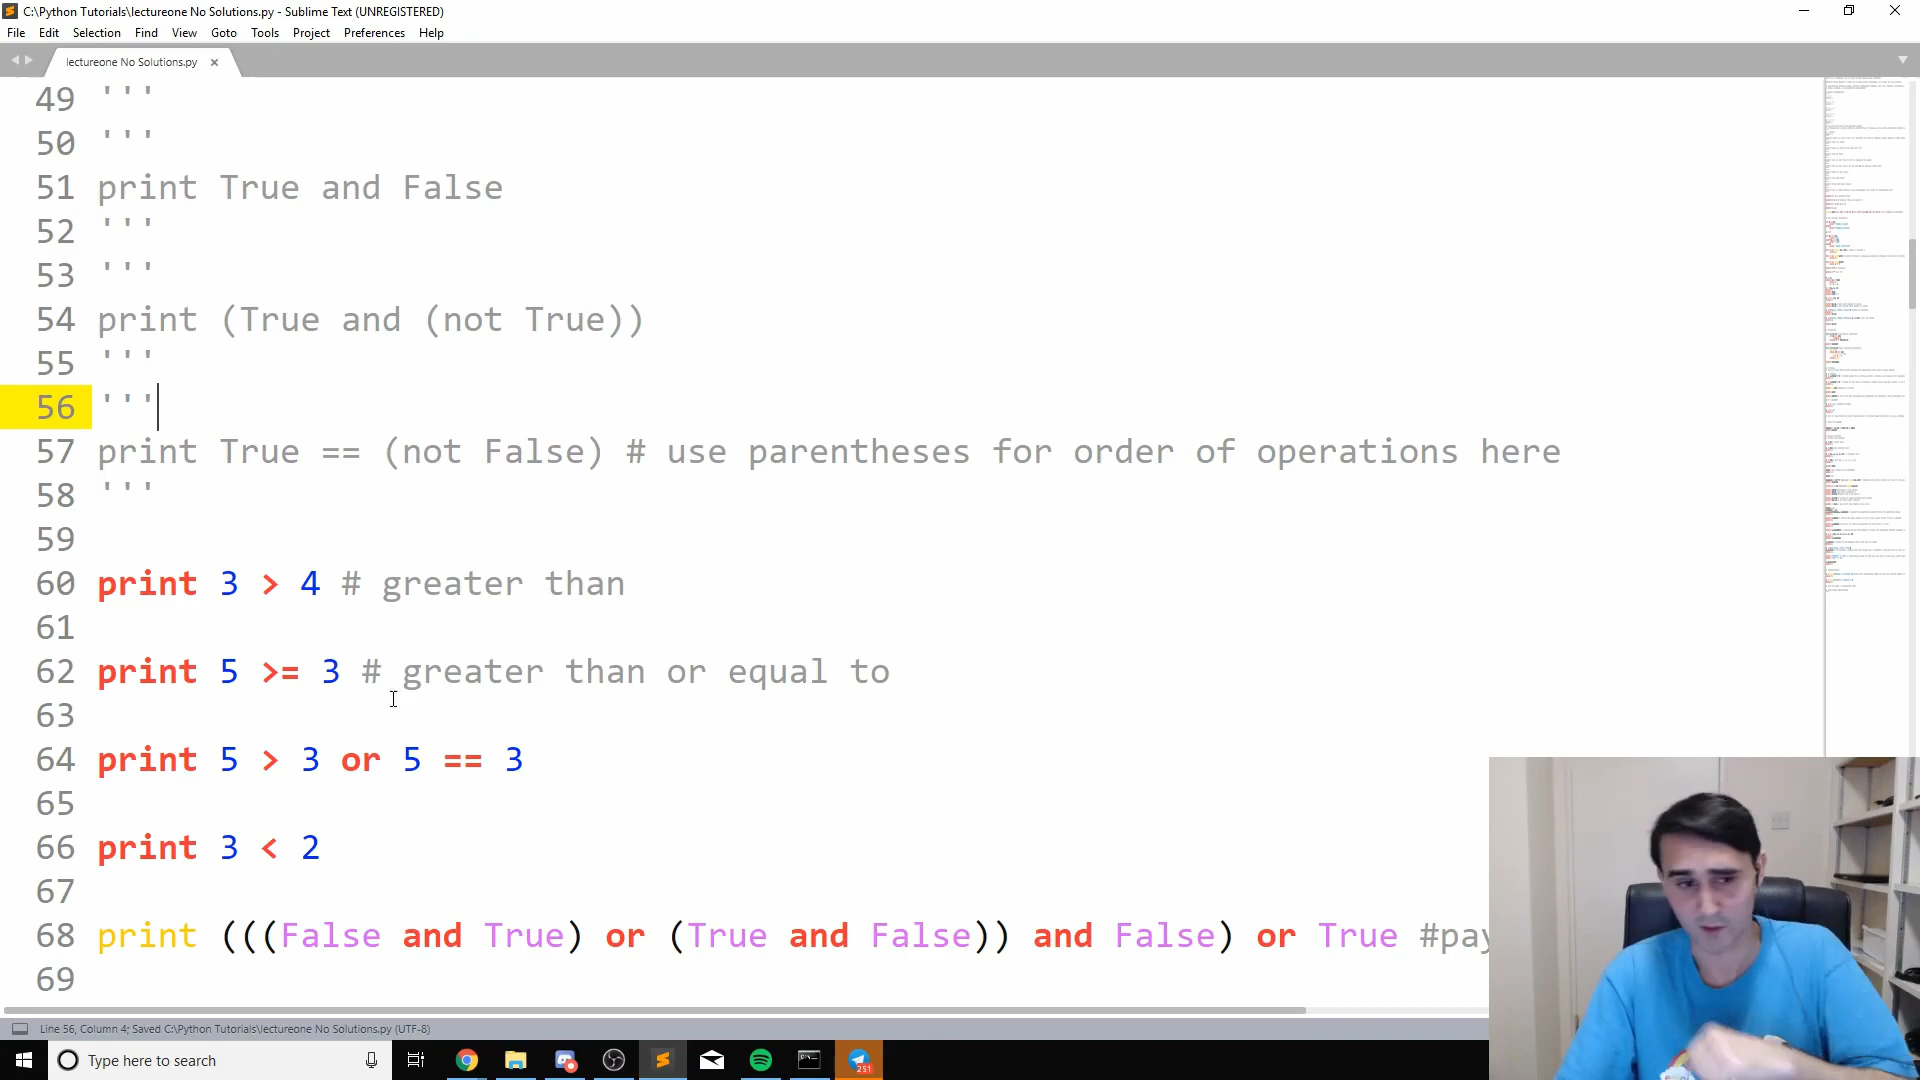 C:\Python Tutorials\lectureone No Solutions.py - Sublime Text (UNREGISTERED)
File Edit Selection Find View Goto Tools Project Preferences Help
lectureone No Solutions.py
49 '''
50 '''
51 print True and False
52 '''
53 '''
54 print (True and (not True))
55 '''
56 '''
57 print True == (not False) # use parentheses for order of operations here
58 '''
59
60 print 3 > 4 # greater than
61
62 print 5 >= 3 # greater than or equal to
63
64 print 5 > 3 or 5 == 3
65
66 print 3 < 2
67
68 print (((False and True) or (True and False)) and False) or True #pay
69
Line 56, Column 4; Saved C:\Python Tutorials\lectureone No Solutions.py (UTF-8)
Type here to search
251